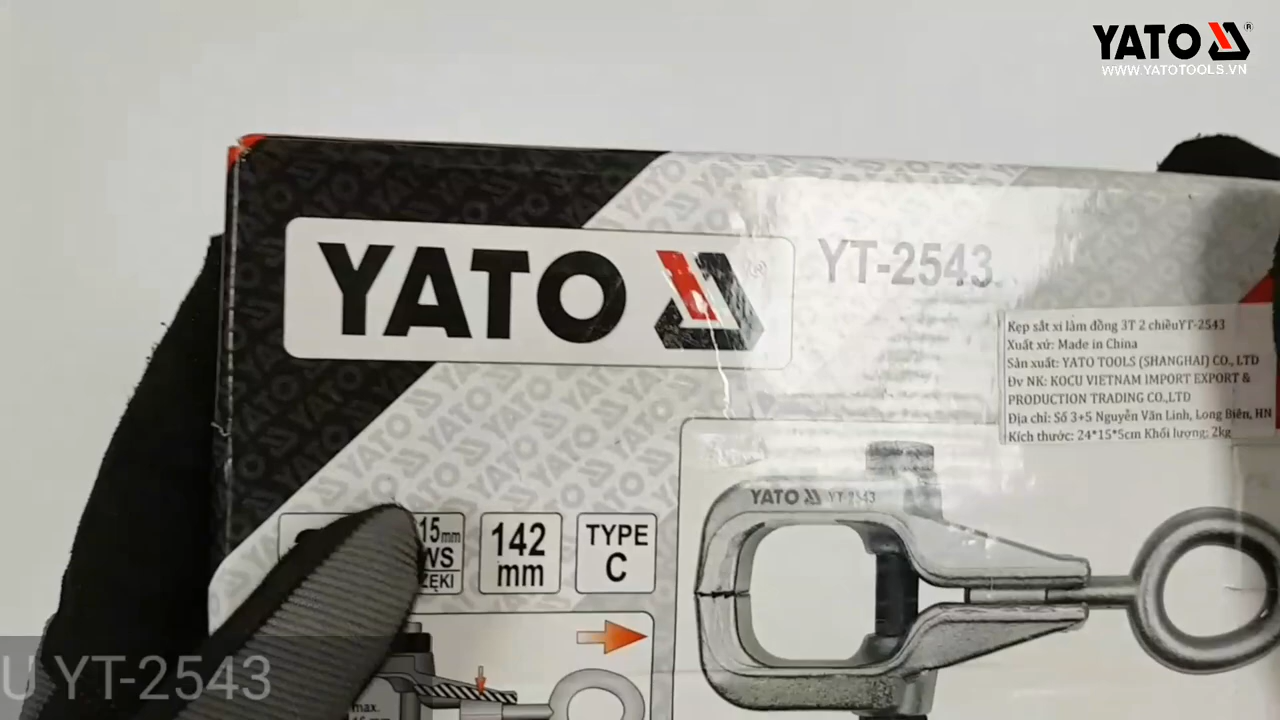 YATO
WWW.YATOTOOLS.VN
YATO
YT-2543
Kẹp sắt xi làm đồng 3T 2 chiềuYT-2543
Xuất xứ: Made in China
Sản xuất: YATO TOOLS (SHANGHAI) CO., LTD
Đv NK: KOCU VIETNAM IMPORT EXPORT &
PRODUCTION TRADING CO.,LTD
Địa chỉ: Số 3+5 Nguyễn Văn Linh, Long Biên, HN
Kích thước: 24*15*5cm Khối lượng: 2kg
YATO YT-2543
15mm
142
mm
TYPE
C
max.
U YT-2543